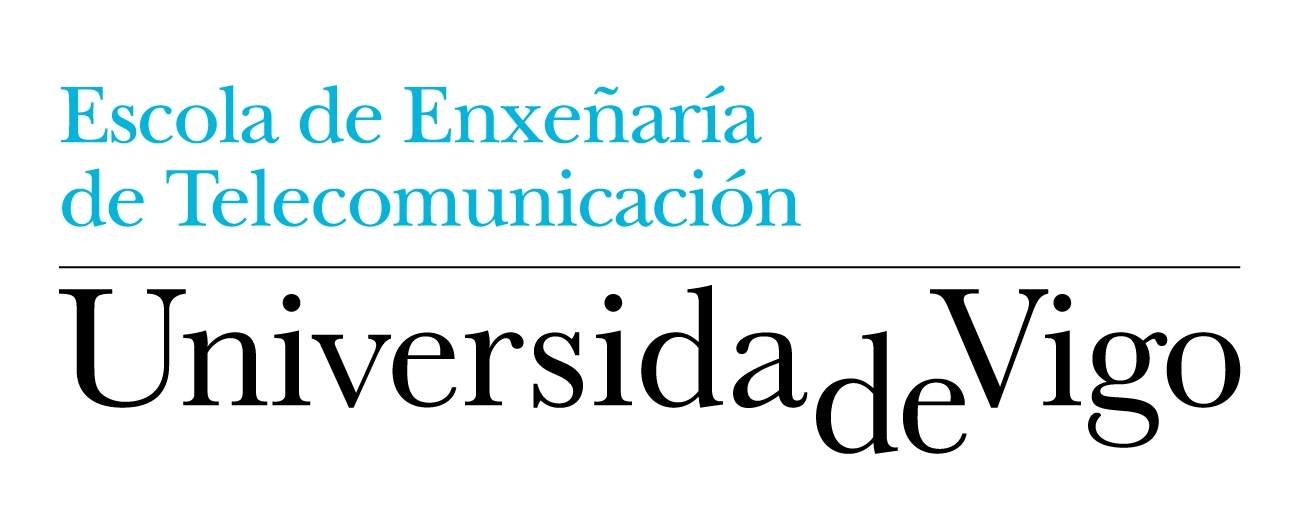 Escola de Enxeñaría
de Telecomunicación
UniversidadeVigo